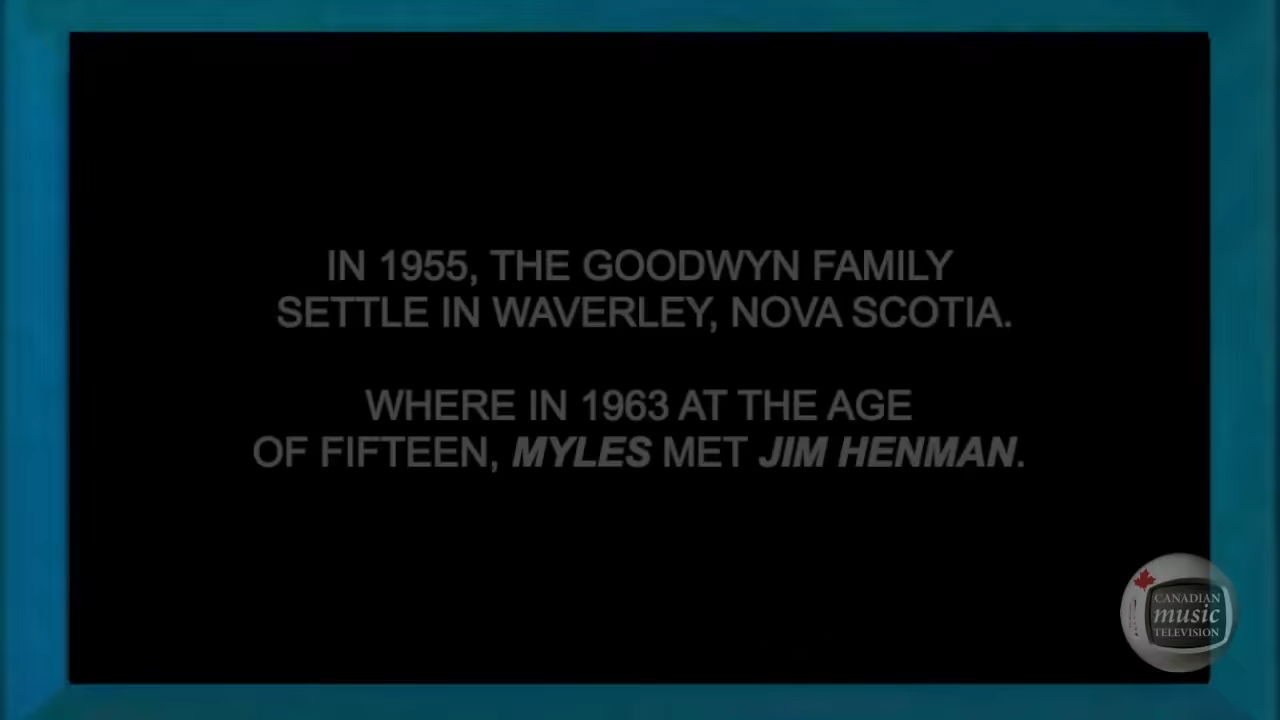 IN 1955, THE GOODWYN FAMILY
SETTLE IN WAVERLEY, NOVA SCOTIA.
WHERE IN 1963 AT THE AGE
OF FIFTEEN, MYLES MET JIM HENMAN.
CANADIAN
music
TELEVISION